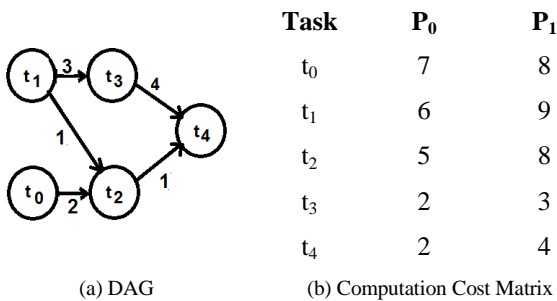 Task P₀ P₁
t₀ 7 8
t₁ 6 9
t₂ 5 8
t₃ 2 3
t₄ 2 4
t₁ 3 t₃ 4
t₄
1
t₀ 2 t₂ 1
(a) DAG
(b) Computation Cost Matrix